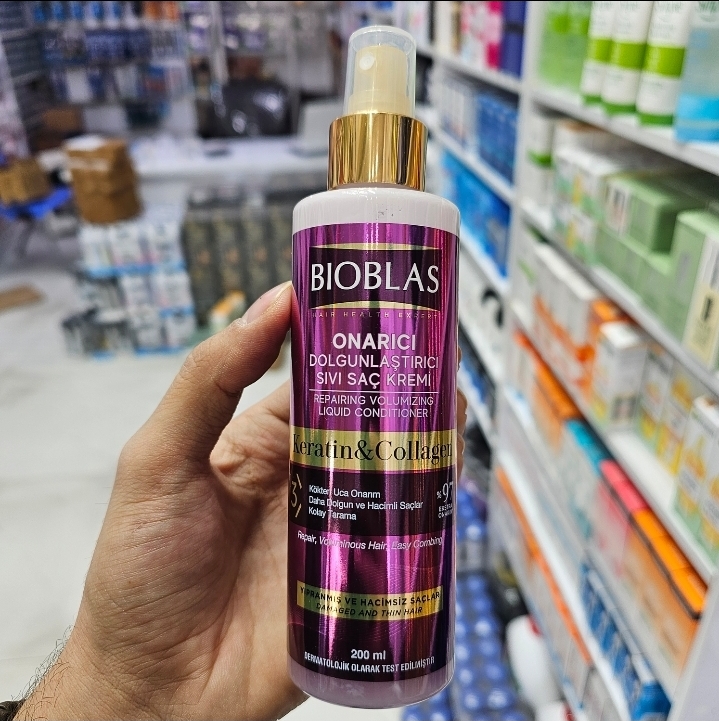 BIOBLAS
HAIR HEALTH EXPERT
ONARICI
DOLGUNLAŞTIRICI
SIVI SAÇ KREMİ
REPAIRING VOLUMIZING
LIQUID CONDITIONER
Keratin&Collagen
3
Kökten Uca Onarım
Daha Dolgun ve Hacimli Saçlar
Kolay Tarama
%97
Repair, Voluminous Hair, Easy Combing
YIPRANMIŞ VE HACİMSİZ SAÇLAR
DAMAGED AND THIN HAIR
200 ml
DERMATOLOJİK OLARAK TEST EDİLMİŞTİR